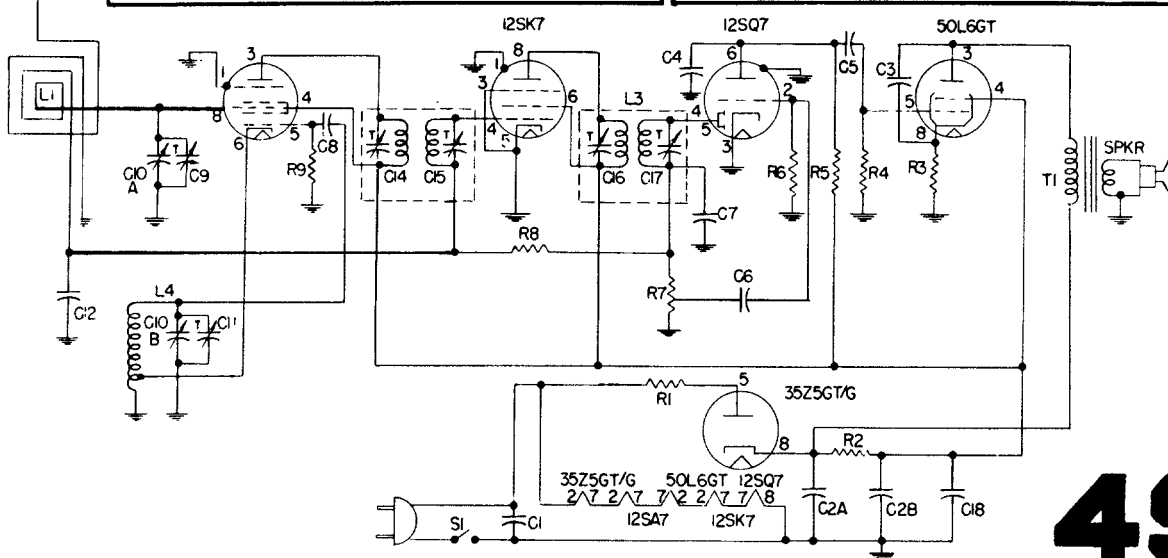 12SK7
12SQ7
50L6GT
L1
1
3
8
4
5
6
C8
R9
C10
A
T
C9
T
C14
C15
1
8
3
6
4
5
L3
T
C16
C17
C4
6
2
4
5
3
C5
C3
3
5
4
8
R6
R5
R4
R3
T1
SPKR
C7
R8
R7
C6
C12
L4
C10
B
T
C11
R1
5
35Z5GT/G
8
R2
35Z5GT/G
50L6GT
12SQ7
2 7 2 7 7 2 2 7 7 8
12SA7
12SK7
S1
C1
C2A
C2B
C18
49